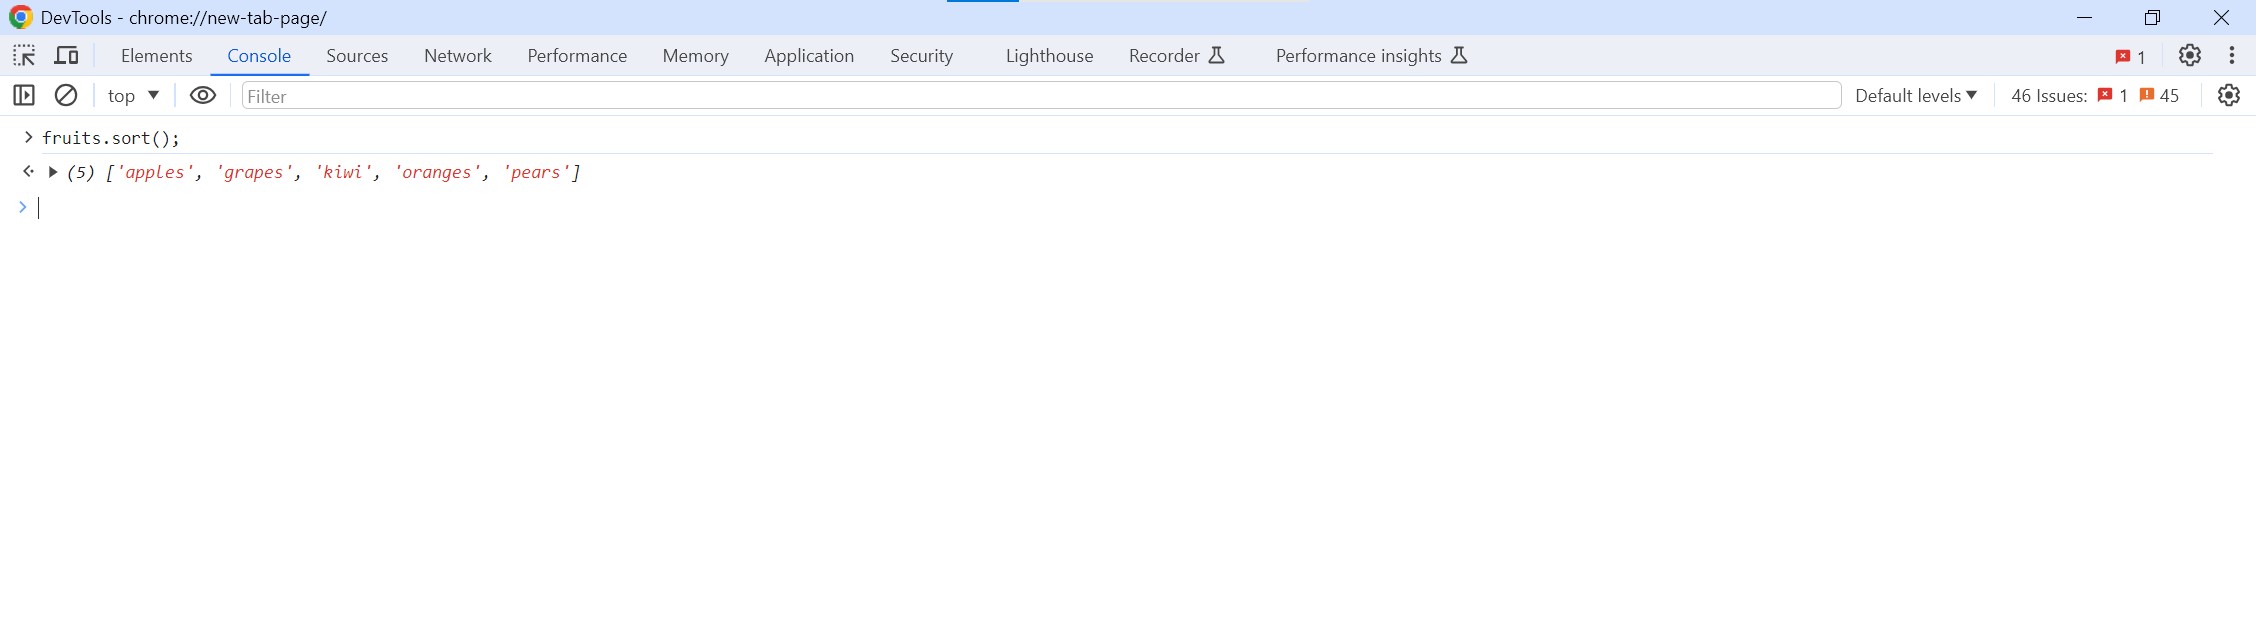 DevTools - chrome://new-tab-page/
Elements Console Sources Network Performance Memory Application Security Lighthouse Recorder Performance insights 1
top Filter Default levels 46 Issues: 1 45
fruits.sort();
(5) ['apples', 'grapes', 'kiwi', 'oranges', 'pears']